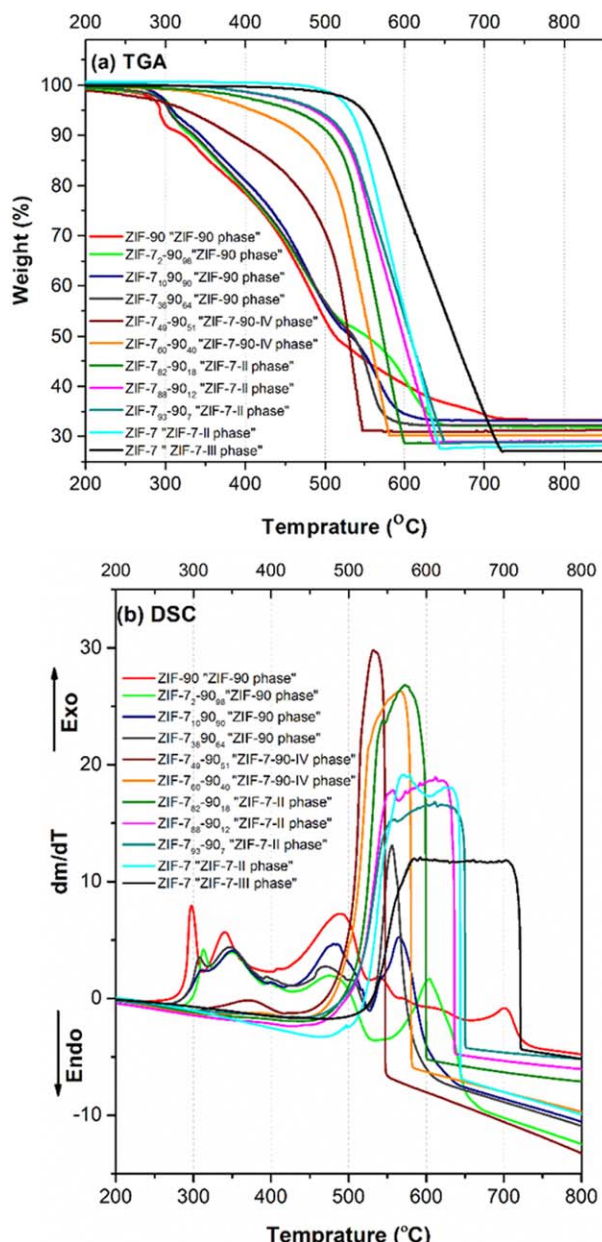 200 300 400 500 600 700 800
(a) TGA
100
90
80
70
60
50
40
30
Weight (%)
ZIF-90 "ZIF-90 phase"
ZIF-7₂-90₉₈"ZIF-90 phase"
ZIF-7₁₀90₉₀ "ZIF-90 phase"
ZIF-7₃₆90₆₄ "ZIF-90 phase"
ZIF-7₄₉-90₅₁ "ZIF-7-90-IV phase"
ZIF-7₆₀-90₄₀ "ZIF-7-90-IV phase"
ZIF-7₈₂-90₁₈ "ZIF-7-II phase"
ZIF-7₈₈-90₁₂ "ZIF-7-II phase"
ZIF-7₉₃-90₇ "ZIF-7-II phase"
ZIF-7 "ZIF-7-II phase"
ZIF-7 " ZIF-7-III phase"
200 300 400 500 600 700 800
Temprature (ᴼC)
200 300 400 500 600 700 800
(b) DSC
30
20
10
0
-10
Exo
dm/dT
Endo
ZIF-90 "ZIF-90 phase"
ZIF-7₂-90₉₈"ZIF-90 phase"
ZIF-7₁₀90₉₀ "ZIF-90 phase"
ZIF-7₃₆90₆₄ "ZIF-90 phase"
ZIF-7₄₉-90₅₁ "ZIF-7-90-IV phase"
ZIF-7₆₀-90₄₀ "ZIF-7-90-IV phase"
ZIF-7₈₂-90₁₈ "ZIF-7-II phase"
ZIF-7₈₈-90₁₂ "ZIF-7-II phase"
ZIF-7₉₃-90₇ "ZIF-7-II phase"
ZIF-7 "ZIF-7-II phase"
ZIF-7 "ZIF-7-III phase"
200 300 400 500 600 700 800
Temprature (°C)